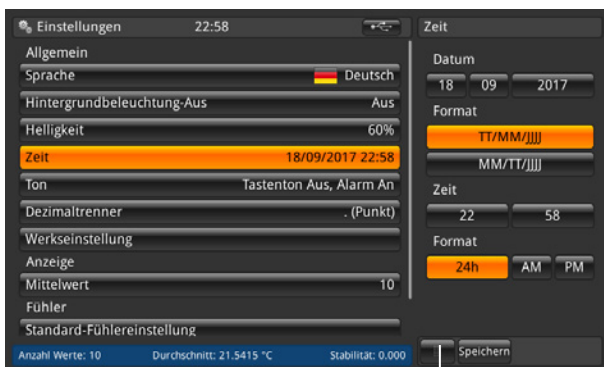 Einstellungen 22:58
Allgemein
Sprache Deutsch
Hintergrundbeleuchtung-Aus Aus
Helligkeit 60%
Zeit 18/09/2017 22:58
Ton Tastenton Aus, Alarm An
Dezimaltrenner . (Punkt)
Werkseinstellung
Anzeige
Mittelwert 10
Fühler
Standard-Fühlereinstellung
Anzahl Werte: 10 Durchschnitt: 21.5415 °C Stabilität: 0.000
Zeit
Datum
18 09 2017
Format
TT/MM/JJJJ
MM/TT/JJJJ
Zeit
22 58
Format
24h AM PM
Speichern